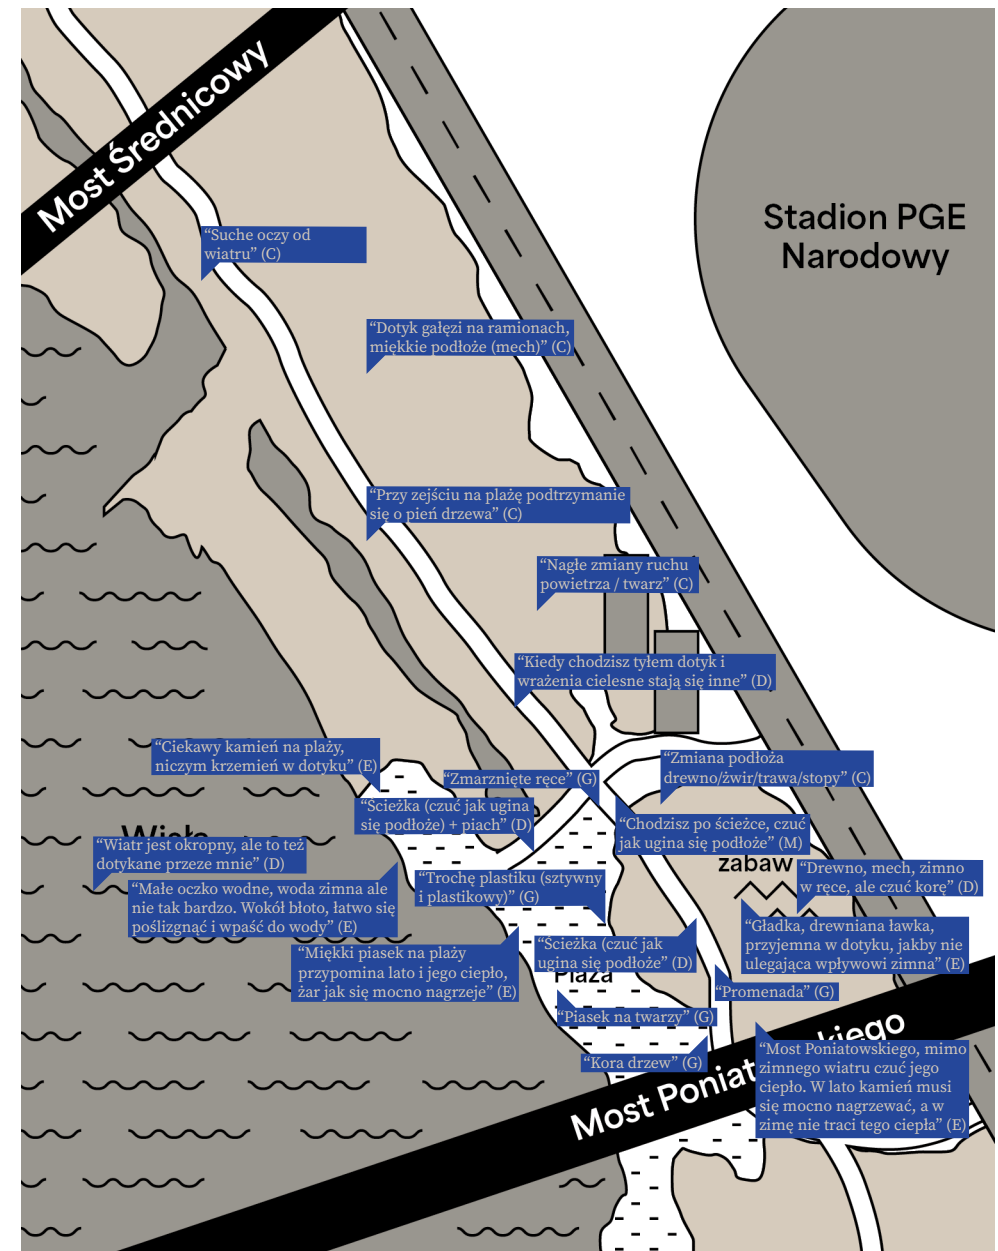 Most Średnicowy
Stadion PGE
Narodowy
“Suche oczy od
wiatru” (C)
“Dotyk gałęzi na ramionach,
miękkie podłoże (mech)” (C)
“Przy zejściu na plażę podtrzymanie
się o pień drzewa” (C)
“Nagłe zmiany ruchu
powietrza / twarz” (C)
“Kiedy chodzisz tyłem dotyk i
wrażenia cielesne stają się inne” (D)
“Ciekawy kamień na plaży,
niczym krzemień w dotyku” (E)
“Zmarznięte ręce” (G)
“Zmiana podłoża
drewno/żwir/trawa/stopy” (C)
“Ścieżka (czuć jak ugina
się podłoże) + piach” (D)
“Chodzisz po ścieżce, czuć
jak ugina się podłoże” (M)
Wisła
“Wiatr jest okropny, ale to też
dotykane przeze mnie” (D)
zabaw
“Drewno, mech, zimno
w ręce, ale czuć korę” (D)
“Trochę plastiku (sztywny
i plastikowy)” (G)
“Małe oczko wodne, woda zimna ale
nie tak bardzo. Wokół błoto, łatwo się
poślizgnąć i wpaść do wody” (E)
“Gładka, drewniana ławka,
przyjemna w dotyku, jakby nie
ulegająca wpływowi zimna” (E)
“Ścieżka (czuć jak
ugina się podłoże” (D)
“Miękki piasek na plaży
przypomina lato i jego ciepło,
żar jak się mocno nagrzeje” (E)
Plaża
“Promenada” (G)
“Piasek na twarzy” (G)
“Kora drzew” (G)
Most Poniatowskiego
“Most Poniatowskiego, mimo
zimnego wiatru czuć jego
ciepło. W lato kamień musi
się mocno nagrzewać, a w
zimę nie traci tego ciepła” (E)